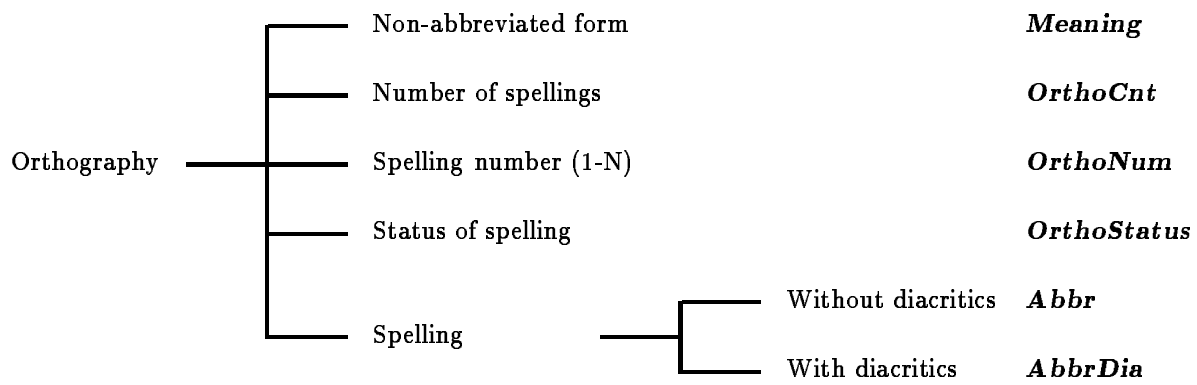 Non-abbreviated form Meaning
Number of spellings OrthoCnt
Orthography Spelling number (1-N) OrthoNum
Status of spelling OrthoStatus
Without diacritics Abbr
Spelling
With diacritics AbbrDia